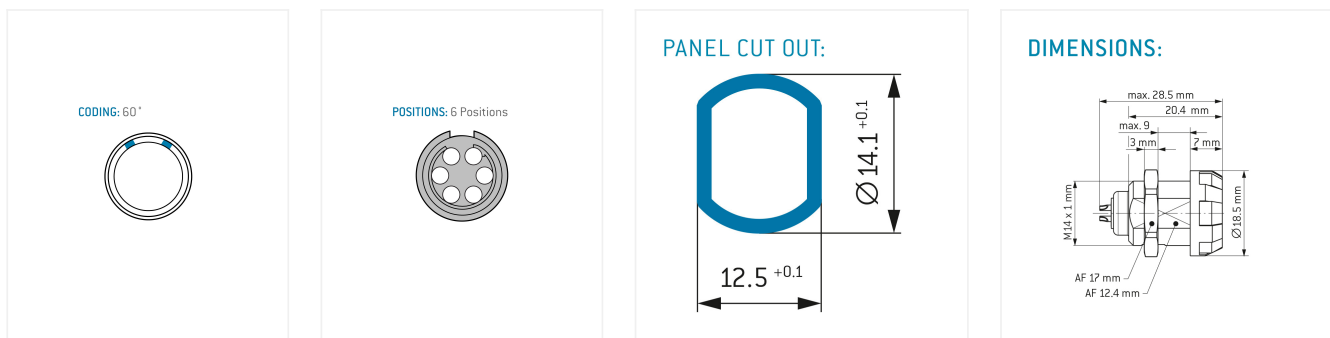 CODING: 60°
POSITIONS: 6 Positions
PANEL CUT OUT:
Ø 14.1 +0.1
12.5 +0.1
DIMENSIONS:
max. 28.5 mm
20.4 mm
max. 9
3 mm
7 mm
M14 x 1 mm
PIN
Ø18.5 mm
AF 17 mm
AF 12.4 mm